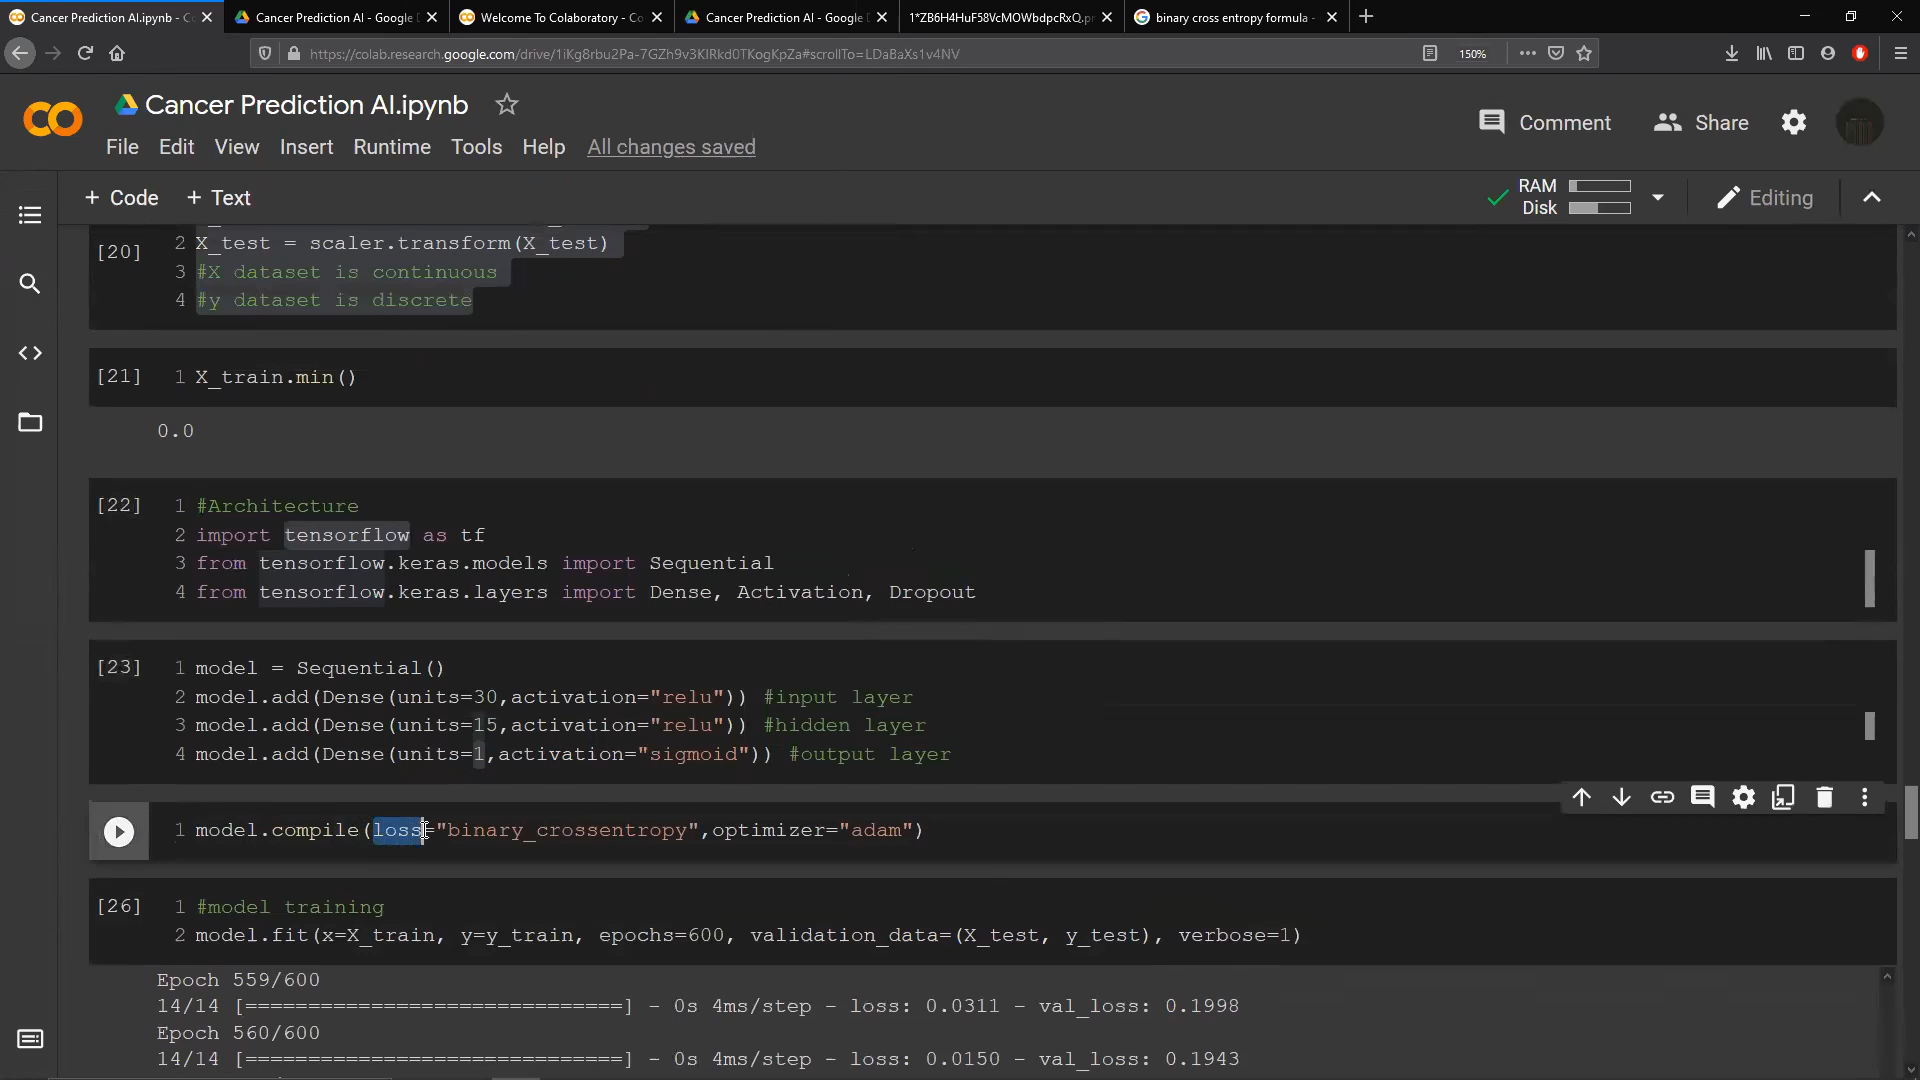 Cancer Prediction AI.ipynb - Co
Cancer Prediction AI - Google D
Welcome To Colaboratory - Co
Cancer Prediction AI - Google D
1*ZB6H4HuF58VcMOWbdpcRxQ.pn
binary cross entropy formula -
https://colab.research.google.com/drive/1iKg8rbu2Pa-7GZh9v3KIRkd0TKogKpZa#scrollTo=LDaBaXs1v4NV
150%
Cancer Prediction AI.ipynb
Comment
Share
File Edit View Insert Runtime Tools Help All changes saved
+ Code + Text
RAM
Disk
Editing
[20]
2 X_test = scaler.transform(X_test)
3 #X dataset is continuous
4 #y dataset is discrete
[21] 1 X_train.min()
0.0
[22] 1 #Architecture
2 import tensorflow as tf
3 from tensorflow.keras.models import Sequential
4 from tensorflow.keras.layers import Dense, Activation, Dropout
[23] 1 model = Sequential()
2 model.add(Dense(units=30,activation="relu")) #input layer
3 model.add(Dense(units=15,activation="relu")) #hidden layer
4 model.add(Dense(units=1,activation="sigmoid")) #output layer
1 model.compile(loss="binary_crossentropy",optimizer="adam")
[26] 1 #model training
2 model.fit(x=X_train, y=y_train, epochs=600, validation_data=(X_test, y_test), verbose=1)
Epoch 559/600
14/14 [==============================] - 0s 4ms/step - loss: 0.0311 - val_loss: 0.1998
Epoch 560/600
14/14 [==============================] - 0s 4ms/step - loss: 0.0150 - val_loss: 0.1943